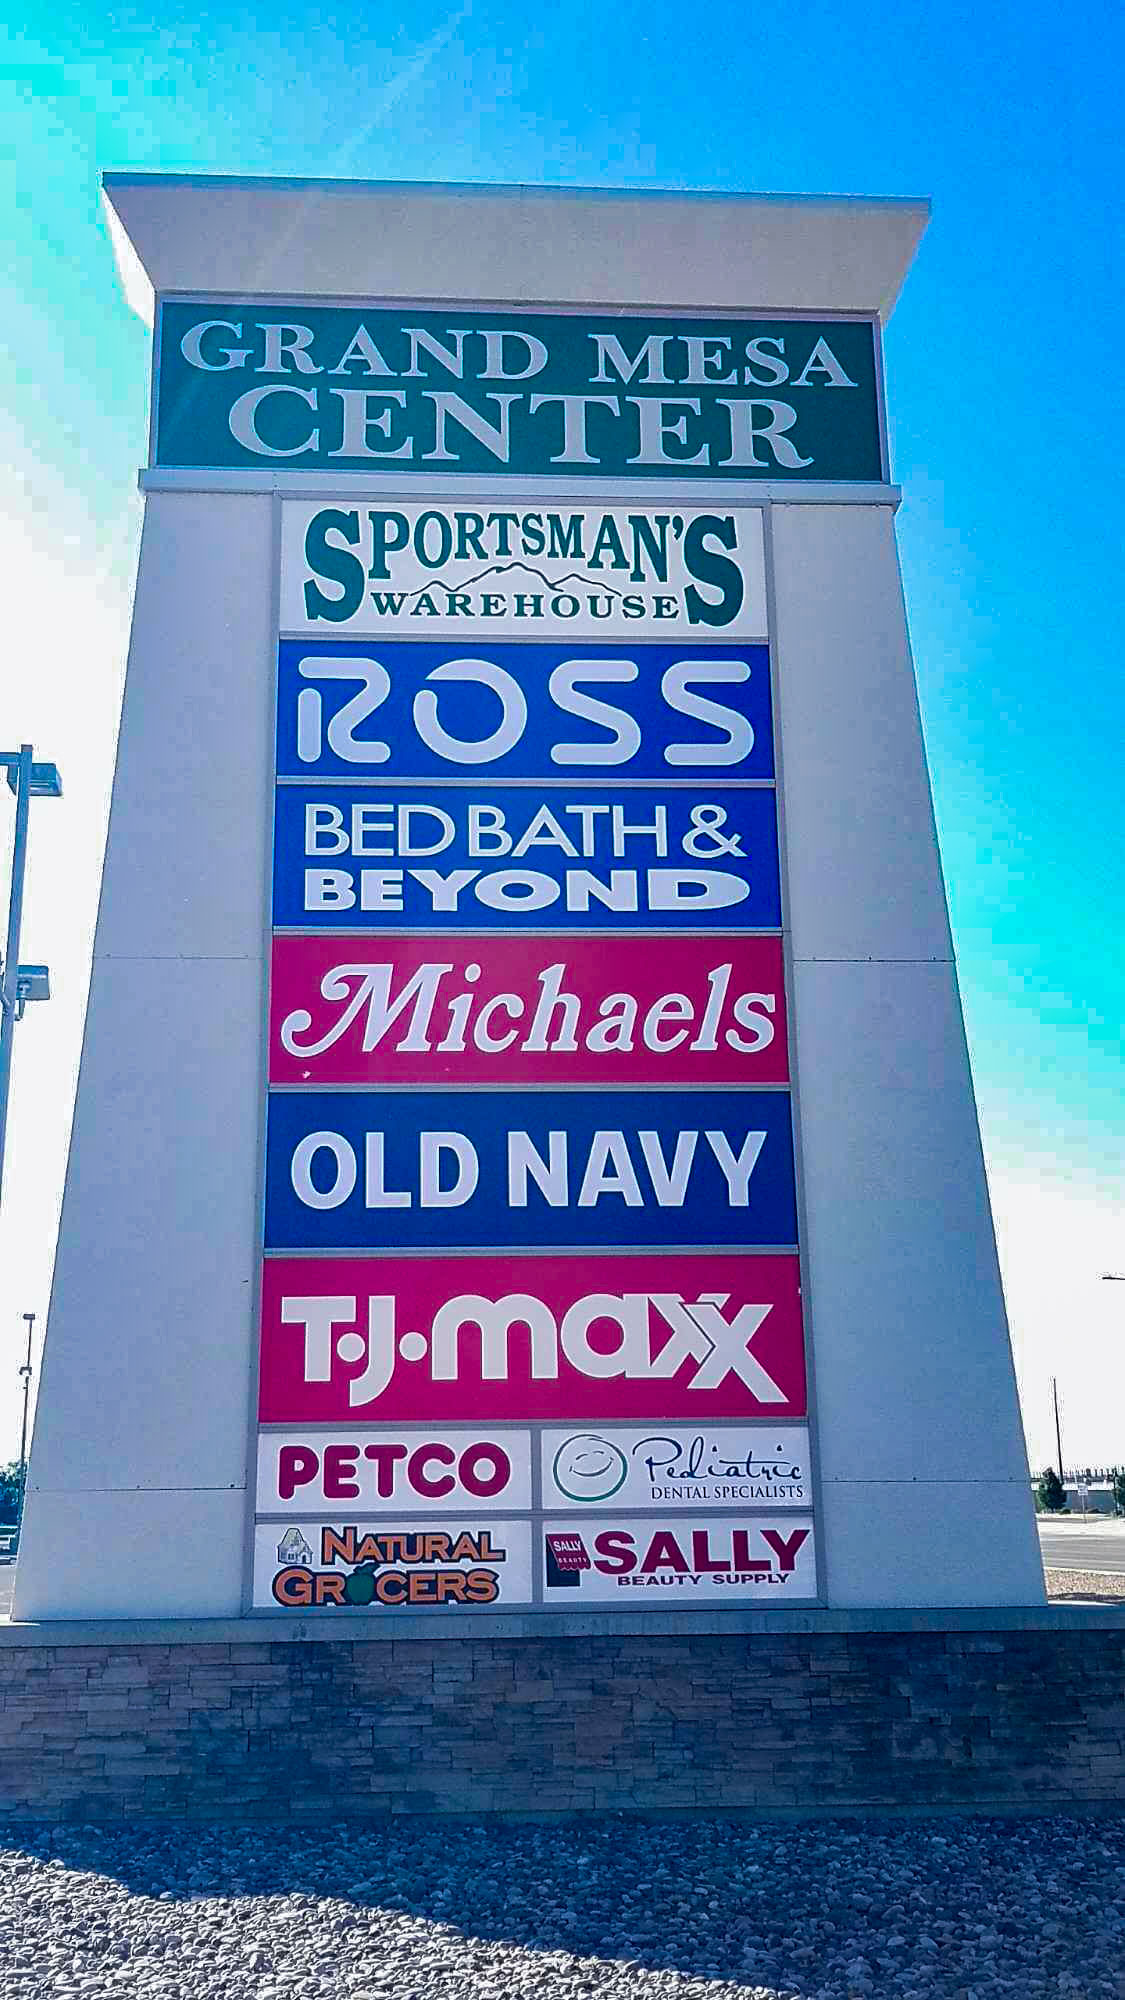 GRAND MESA
CENTER
SPORTSMAN'S
WAREHOUSE
ROSS
BED BATH &
BEYOND
Michaels
OLD NAVY
T·J·maxx
PETCO
Pediatric
DENTAL SPECIALISTS
NATURAL
GROCERS
SALLY
BEAUTY
SALLY
BEAUTY SUPPLY